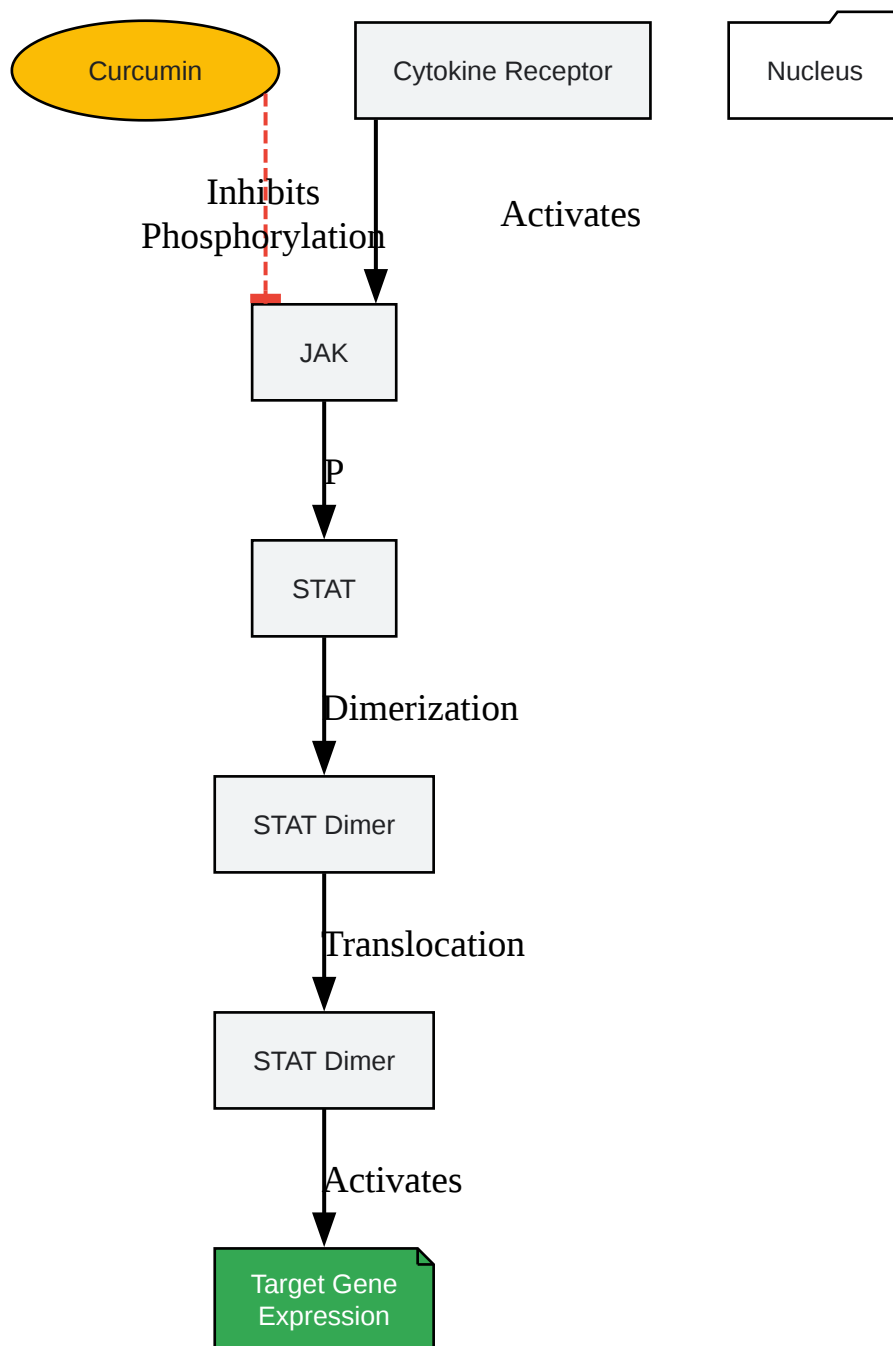 Curcumin
Cytokine Receptor
Nucleus
Inhibits
Phosphorylation
Activates
JAK
P
STAT
Dimerization
STAT Dimer
Translocation
STAT Dimer
Activates
Target Gene
Expression